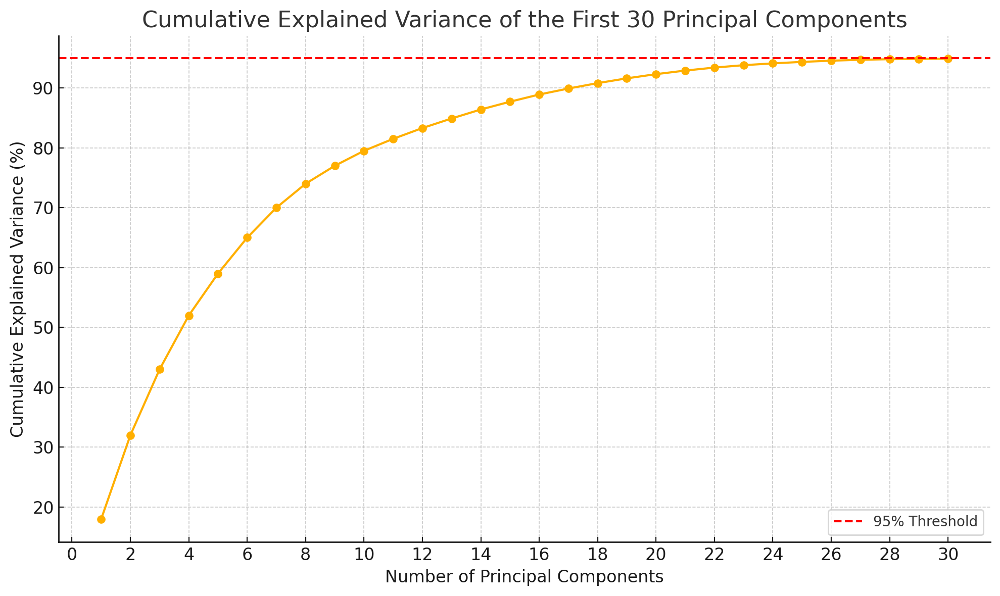 Cumulative Explained Variance of the First 30 Principal Components
Cumulative Explained Variance (%)
90
80
70
60
50
40
30
20
95% Threshold
0 2 4 6 8 10 12 14 16 18 20 22 24 26 28 30
Number of Principal Components